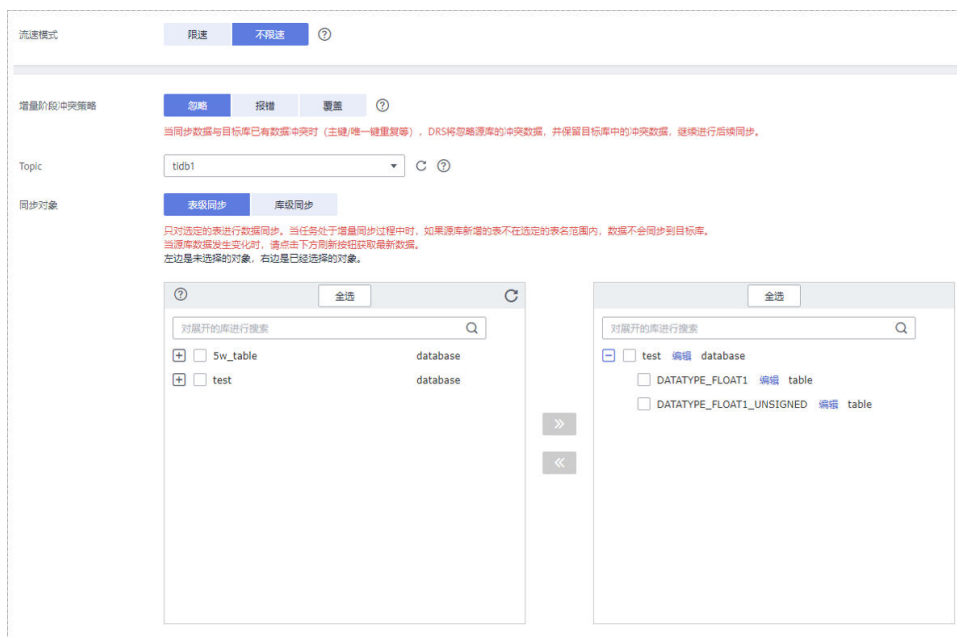 流速模式 限速 不限速
增量阶段冲突策略 忽略 报错 覆盖
当同步数据与目标库已有数据冲突时（主键/唯一键重复等），DRS将忽略源库的冲突数据，并保留目标库中的冲突数据，继续进行后续同步。
Topic tidb1
同步对象 表级同步 库级同步
只对选定的表进行数据同步。当任务处于增量同步过程中时，如果源库新增的表不在选定的表名范围内，数据不会同步到目标库。
当源库数据发生变化时，请点击下方刷新按钮获取最新数据。
左边是未选择的对象，右边是已经选择的对象。
全选
对展开的库进行搜索
5w_table database
test database
全选
对展开的库进行搜索
test 编辑 database
DATATYPE_FLOAT1 编辑 table
DATATYPE_FLOAT1_UNSIGNED 编辑 table